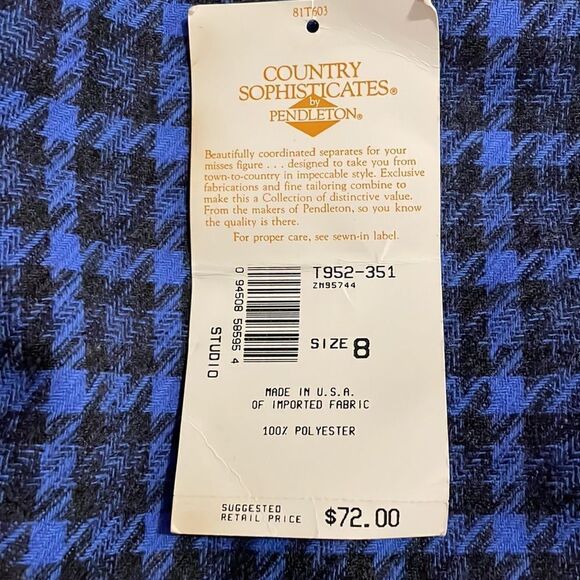 81T603
COUNTRY
SOPHISTICATES®
by
PENDLETON®
Beautifully coordinated separates for your
misses figure . . . designed to take you from
town-to-country in impeccable style. Exclusive
fabrications and fine tailoring combine to
make this a Collection of distinctive value.
From the makers of Pendleton, so you know
the quality is there.
For proper care, see sewn-in label.
T952-351
ZM95744
0 94508 58595 4
STUDIO
SIZE 8
MADE IN U.S.A.
OF IMPORTED FABRIC
100% POLYESTER
SUGGESTED
RETAIL PRICE $72.00